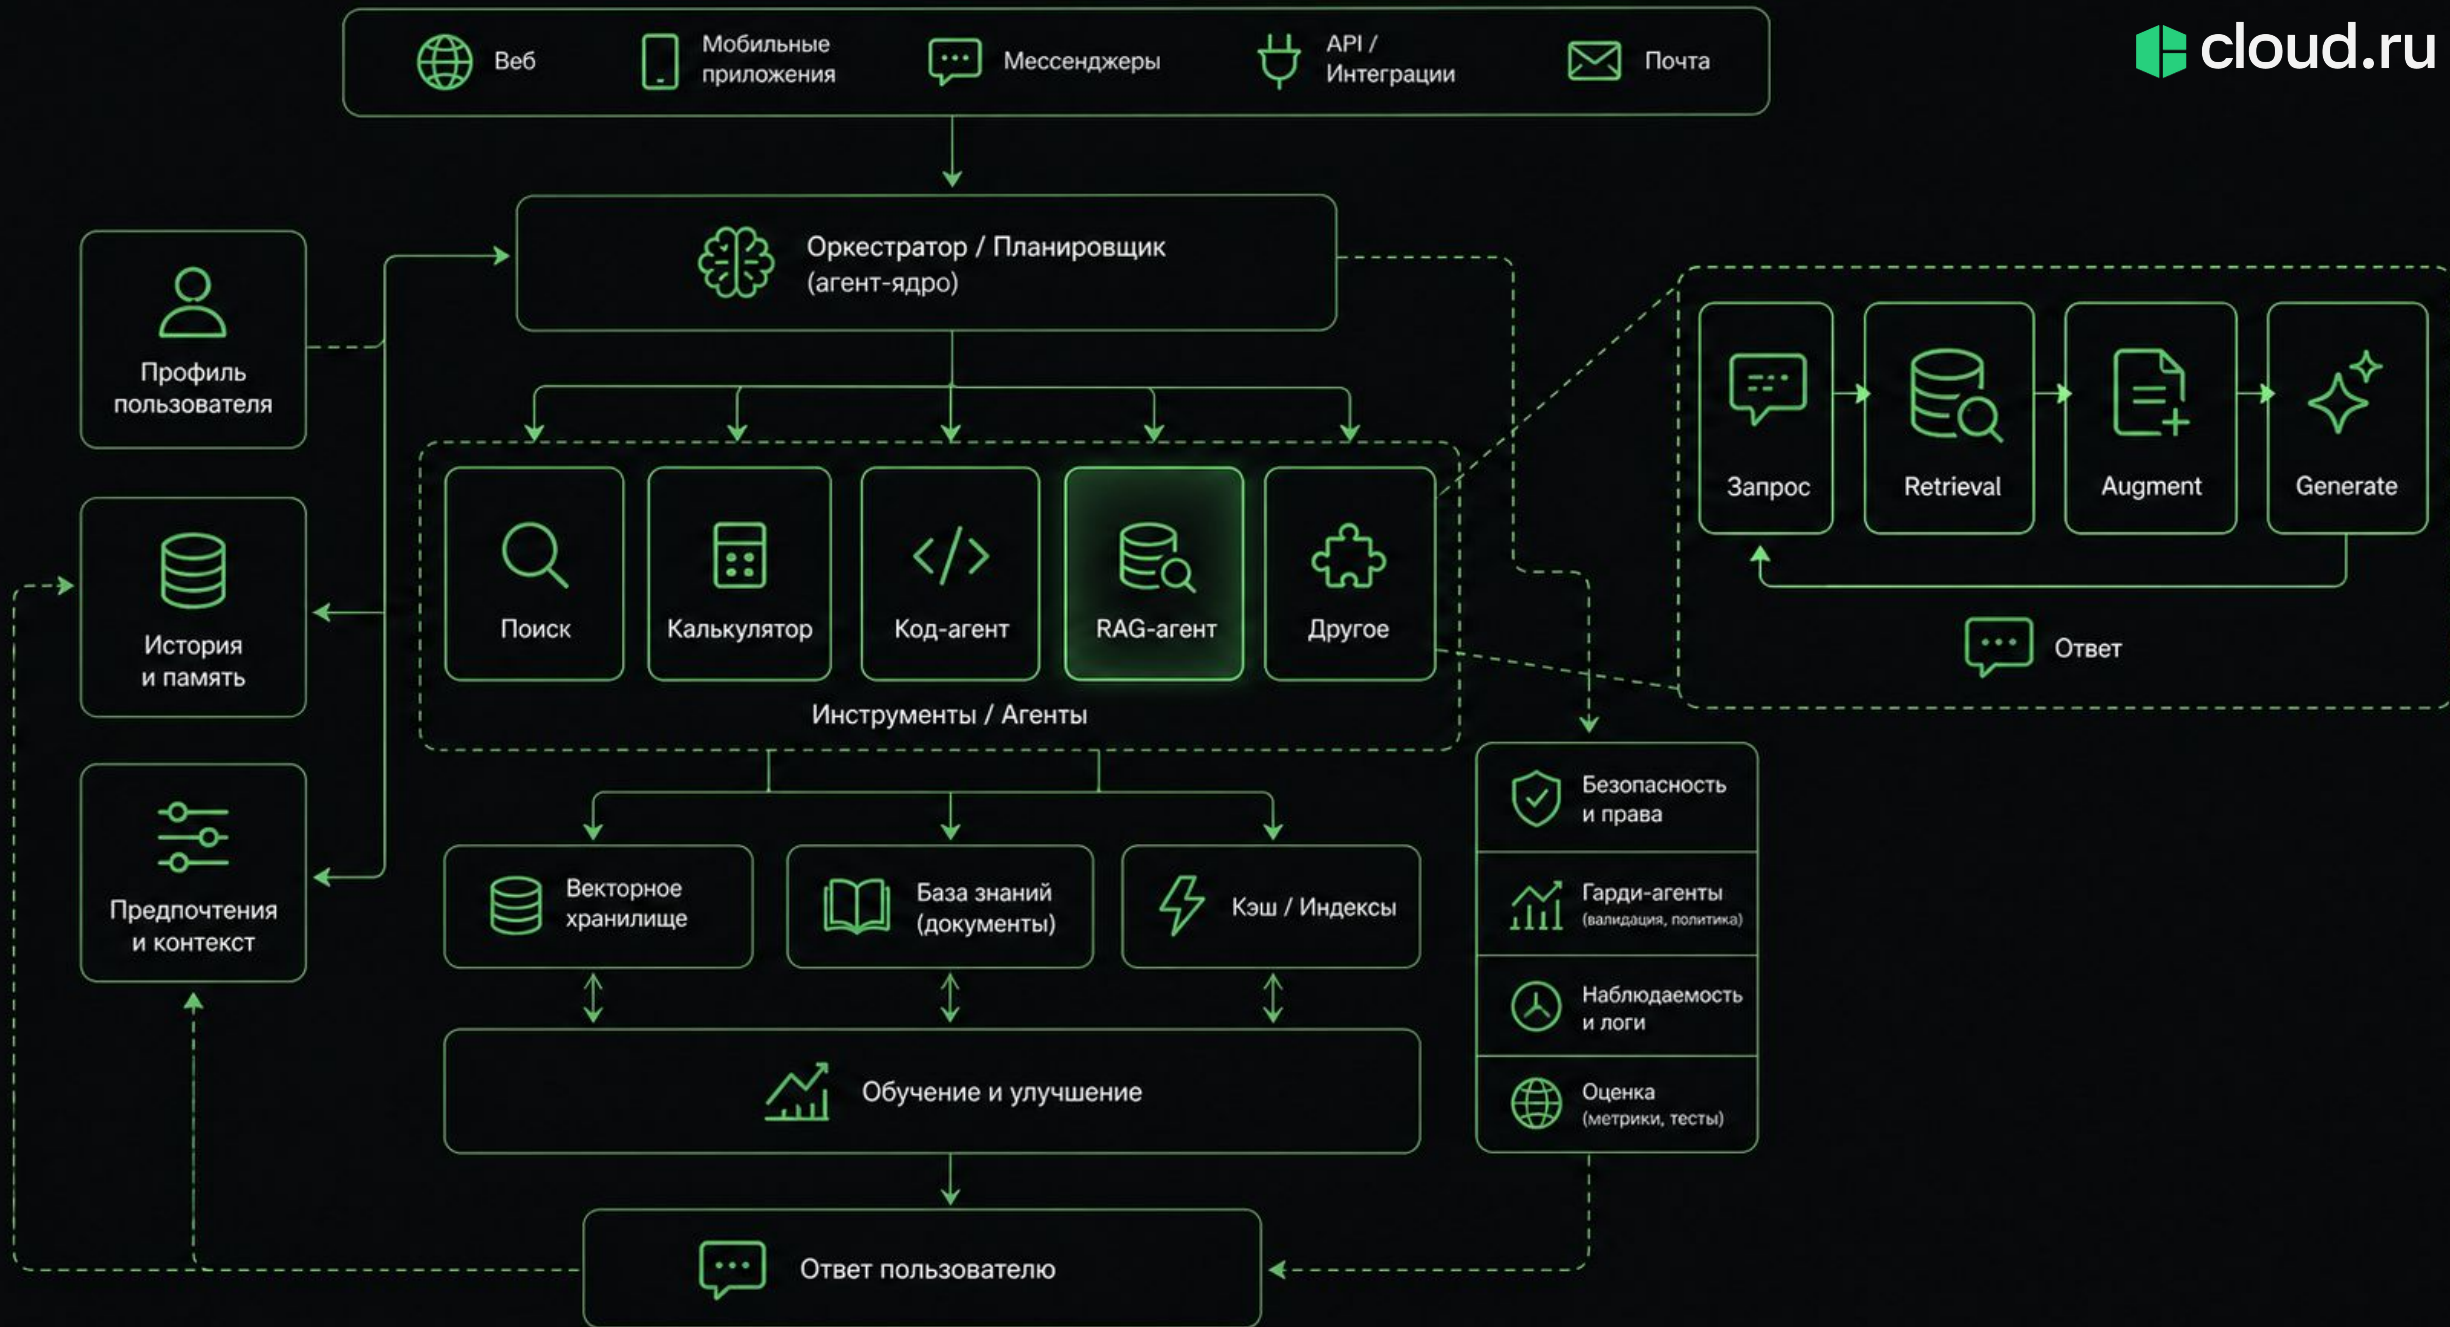 cloud.ru
Веб
Мобильные
приложения
Мессенджеры
API /
Интеграции
Почта
Оркестратор / Планировщик
(агент-ядро)
Профиль
пользователя
История
и память
Предпочтения
и контекст
Поиск
Калькулятор
Код-агент
RAG-агент
Другое
Инструменты / Агенты
Запрос
Retrieval
Augment
Generate
Ответ
Векторное
хранилище
База знаний
(документы)
Кэш / Индексы
Безопасность
и права
Гарди-агенты
(валидация, политика)
Наблюдаемость
и логи
Оценка
(метрики, тесты)
Обучение и улучшение
Ответ пользователю